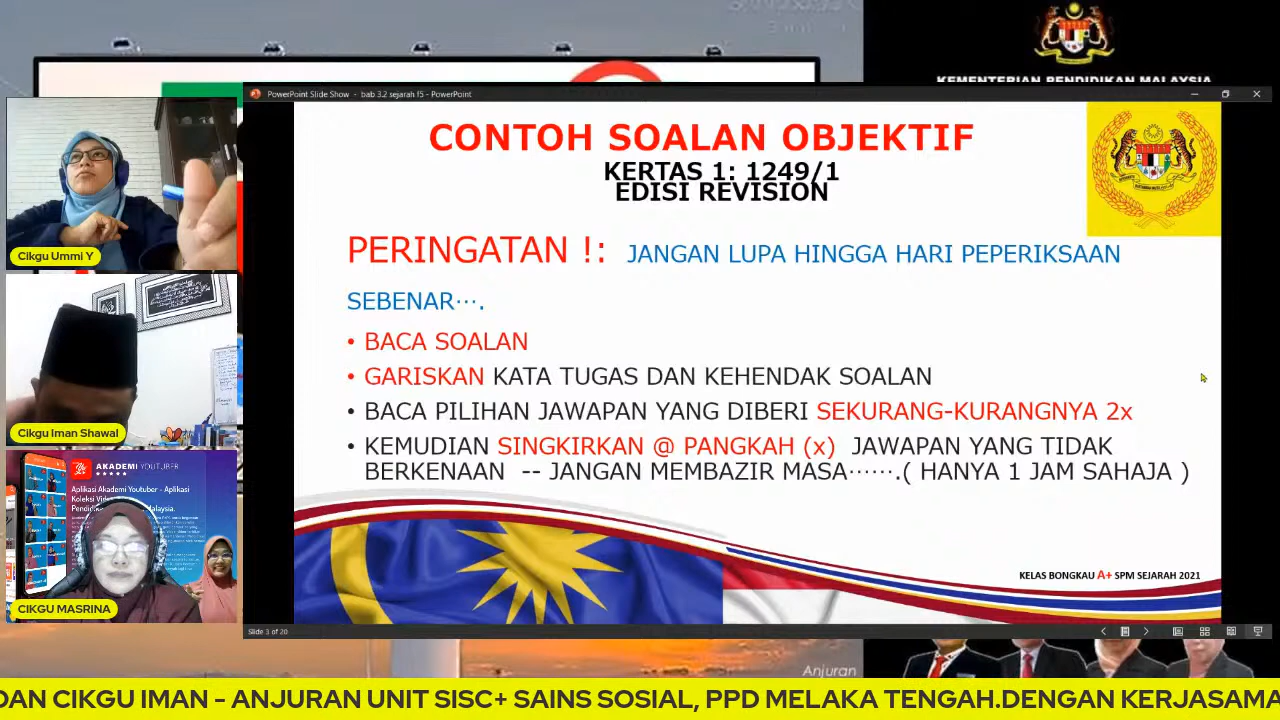 KEMENTERIAN PENDIDIKAN MALAYSIA
PowerPoint Slide Show - bab 3.2 sejarah f5 - PowerPoint
CONTOH SOALAN OBJEKTIF
KERTAS 1: 1249/1
EDISI REVISION
PERINGATAN !: JANGAN LUPA HINGGA HARI PEPERIKSAAN
SEBENAR….
• BACA SOALAN
• GARISKAN KATA TUGAS DAN KEHENDAK SOALAN
• BACA PILIHAN JAWAPAN YANG DIBERI SEKURANG-KURANGNYA 2x
• KEMUDIAN SINGKIRKAN @ PANGKAH (x) JAWAPAN YANG TIDAK
BERKENAAN -- JANGAN MEMBAZIR MASA…….( HANYA 1 JAM SAHAJA )
KELAS BONGKAU A+ SPM SEJARAH 2021
Slide 3 of 20
Cikgu Ummi Y
Cikgu Iman Shawal
AKADEMI YOUTUBER
Aplikasi Akademi Youtuber - Aplikasi
Koleksi
CIKGU MASRINA
Anjuran
DAN CIKGU IMAN - ANJURAN UNIT SISC+ SAINS SOSIAL, PPD MELAKA TENGAH.DENGAN KERJASAMA